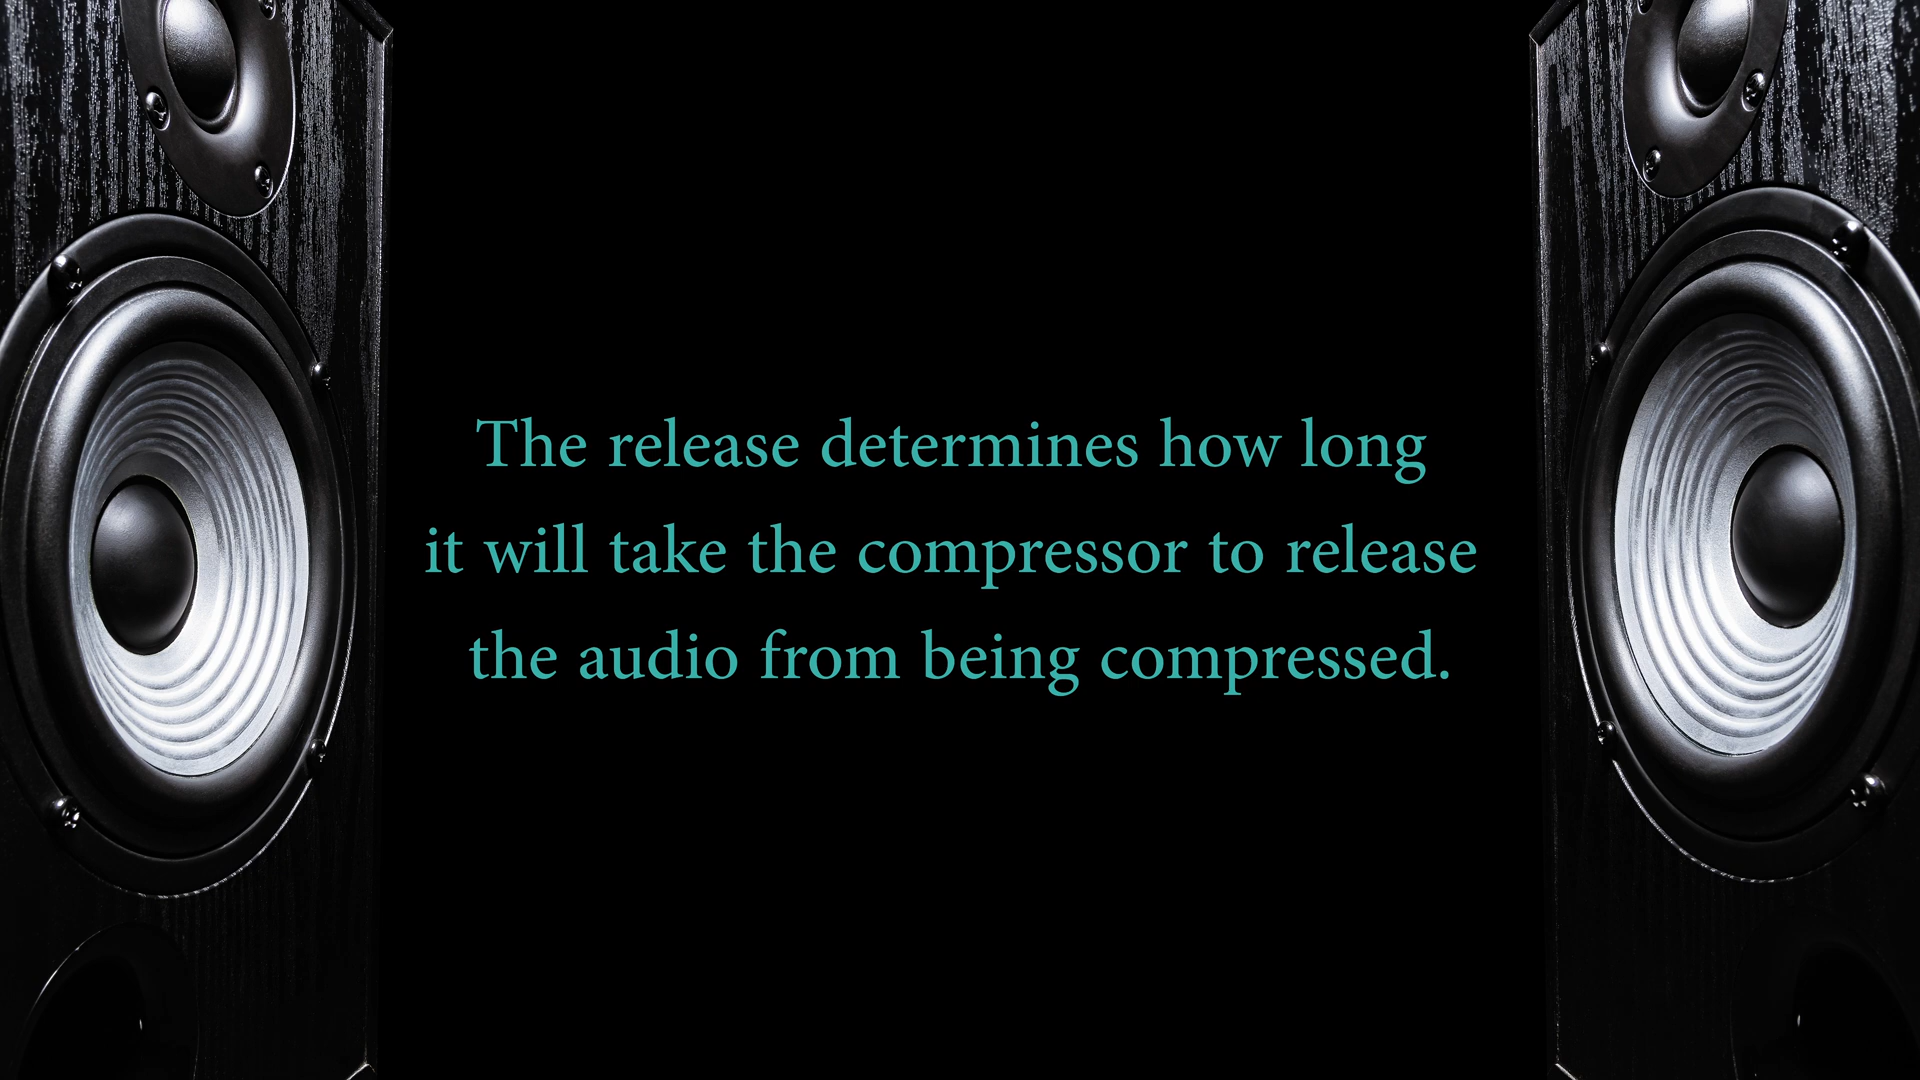 The release determines how long
it will take the compressor to release
the audio from being compressed.